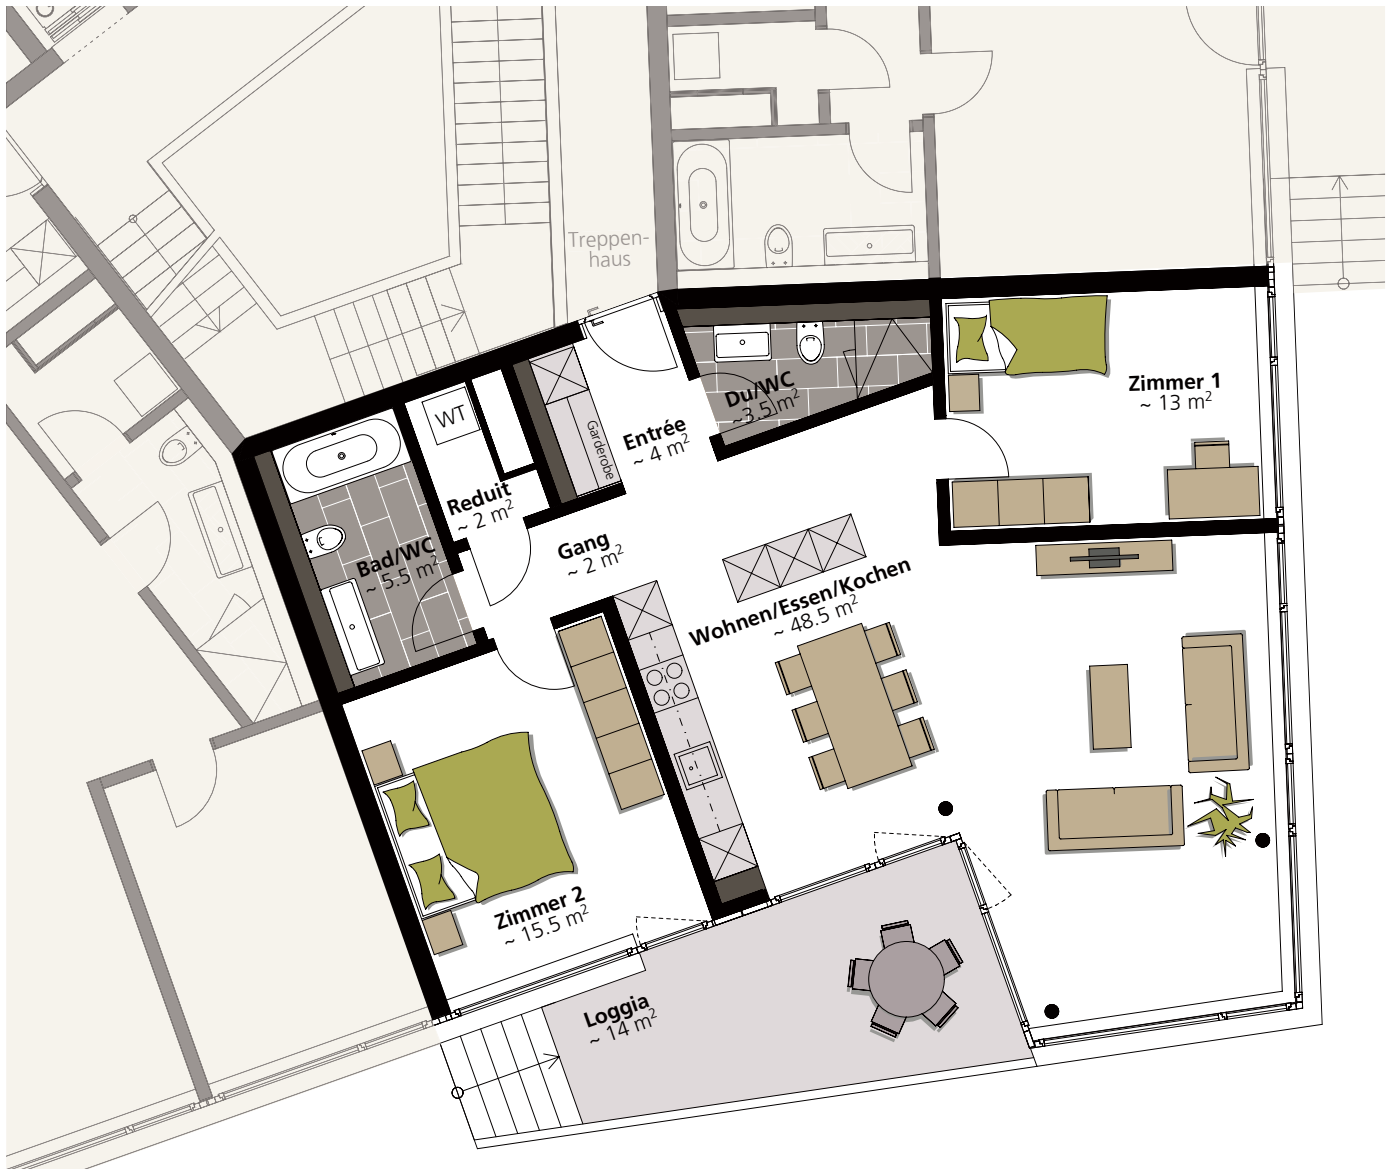 Treppen-
haus
Du/WC
~3.5 m²
Zimmer 1
~ 13 m²
WT
Garderobe
Entrée
~ 4 m²
Reduit
~ 2 m²
Bad/WC
~ 5.5 m²
Gang
~ 2 m²
Wohnen/Essen/Kochen
~ 48.5 m²
Zimmer 2
~ 15.5 m²
Loggia
~ 14 m²